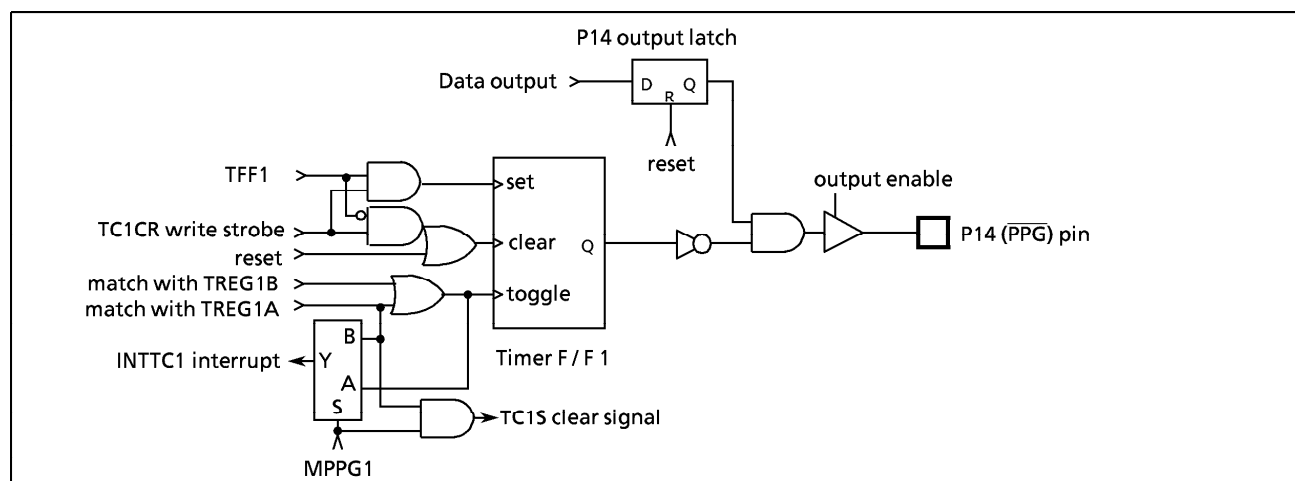 P14 output latch
Data output
D Q
R
reset
TFF1
set
output enable
TC1CR write strobe
clear
Q
P14 (PPG) pin
reset
match with TREG1B
toggle
match with TREG1A
B
INTTC1 interrupt
Y
Timer F / F 1
A
S
TC1S clear signal
MPPG1